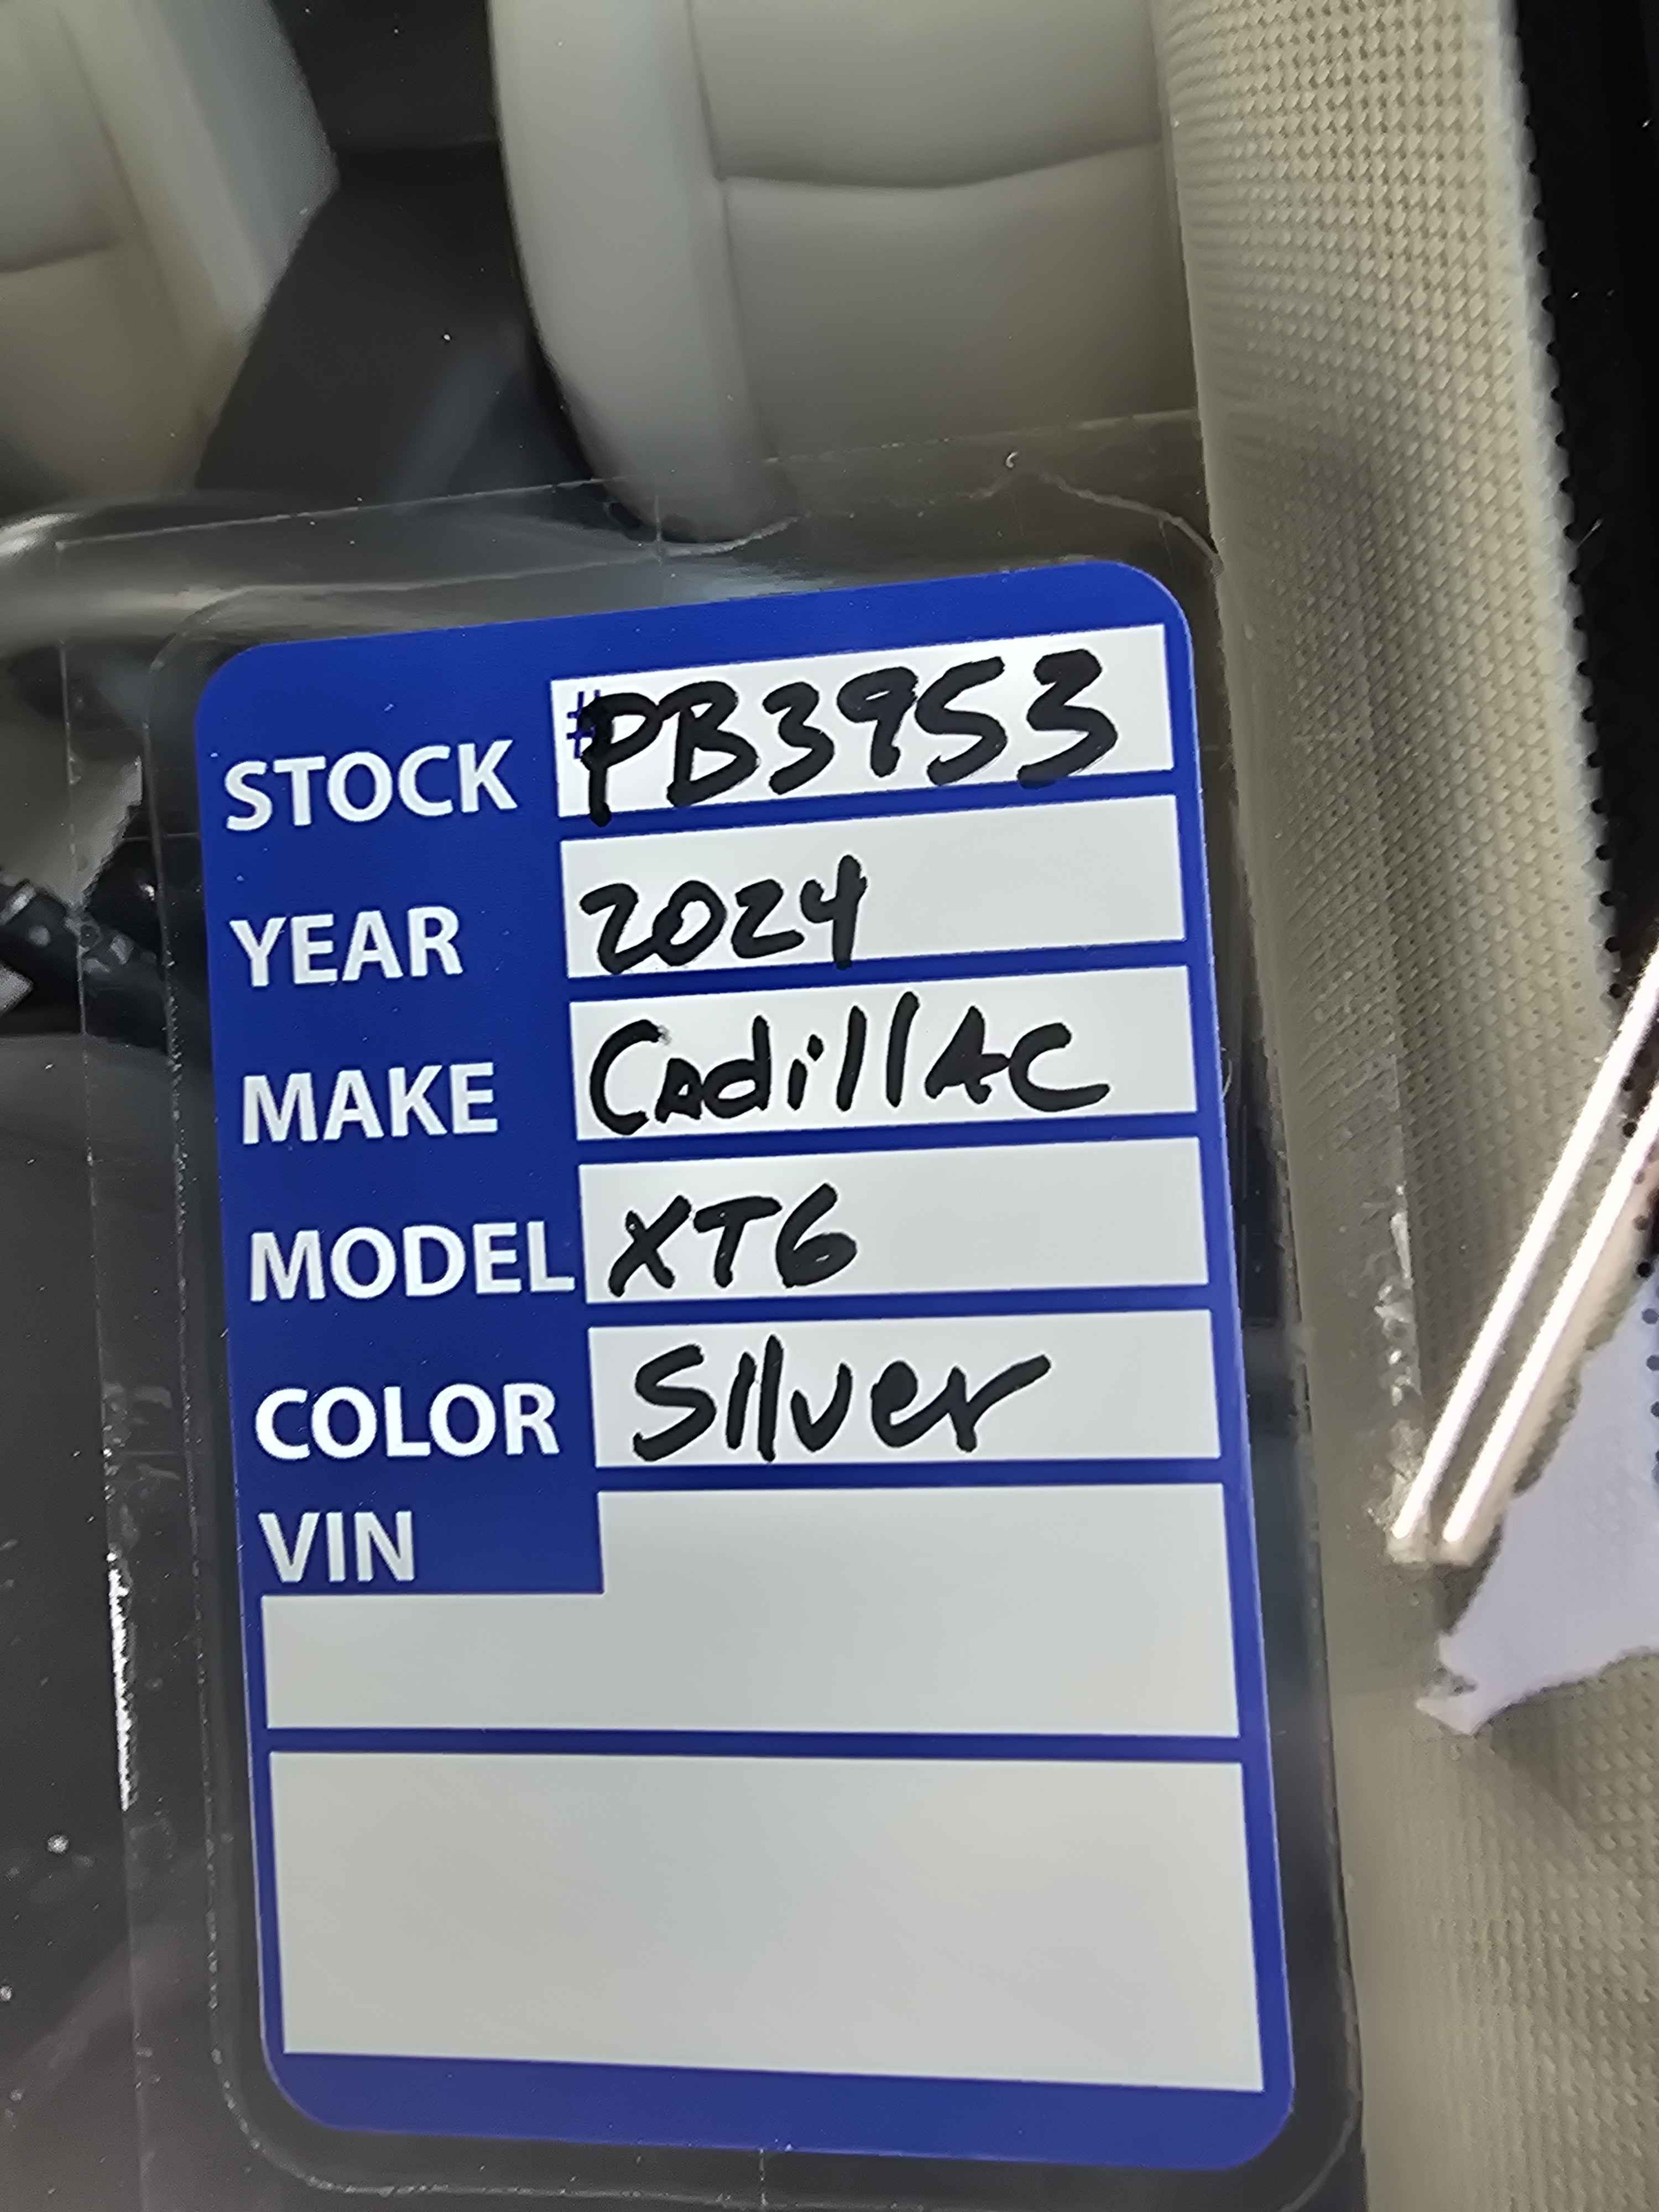 STOCK #PB3953
YEAR 2024
MAKE CadillAC
MODEL XT6
COLOR Silver
VIN